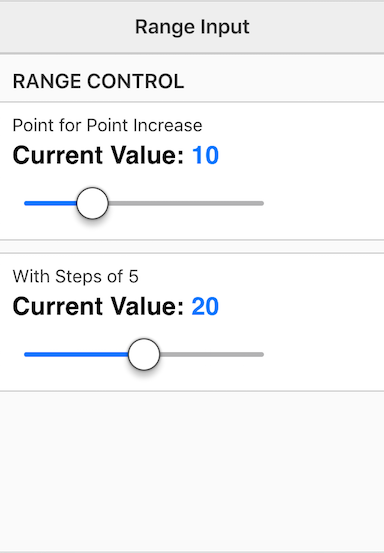 Range Input
RANGE CONTROL
Point for Point Increase
Current Value: 10
With Steps of 5
Current Value: 20